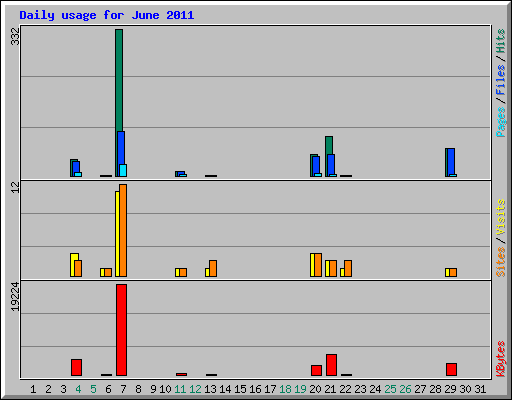 Daily usage for June 2011
332
Pages / Files / Hits
12
Sites / Visits
19224
KBytes
1 2 3 4 5 6 7 8 9 10 11 12 13 14 15 16 17 18 19 20 21 22 23 24 25 26 27 28 29 30 31